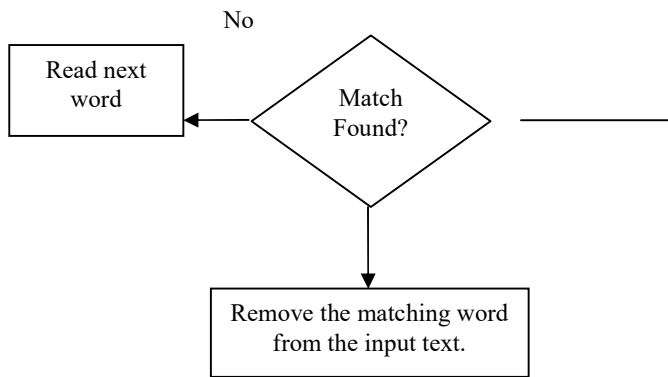 No
Read next
word
Match
Found?
Remove the matching word
from the input text.